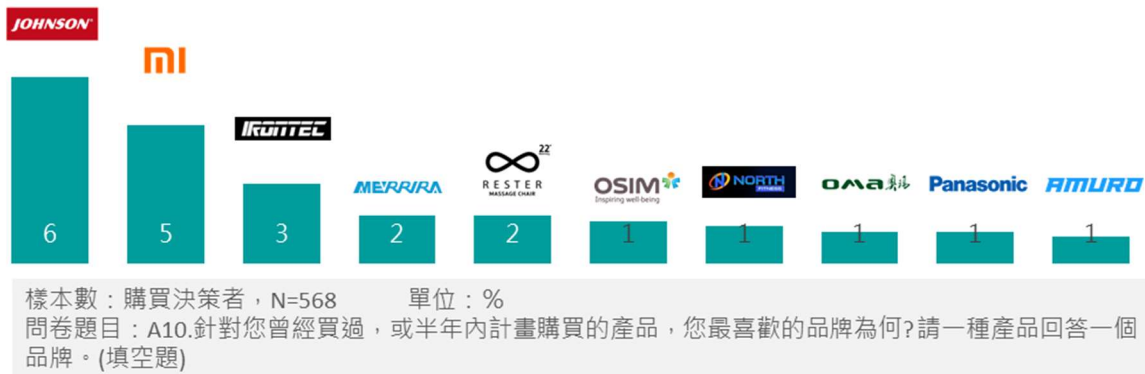 JOHNSON
mi
IRONTEC
MERRIRA
22
RESTER
MASSAGE CHAIR
OSIM
Inspiring well-being
N NORTH
FITNESS
OMA
Panasonic
AMURO
6
5
3
2
2
1
1
1
1
1
樣本數：購買決策者，N=568 單位：%
問卷題目：A10.針對您曾經買過，或半年內計畫購買的產品，您最喜歡的品牌為何?請一種產品回答一個
品牌。(填空題)